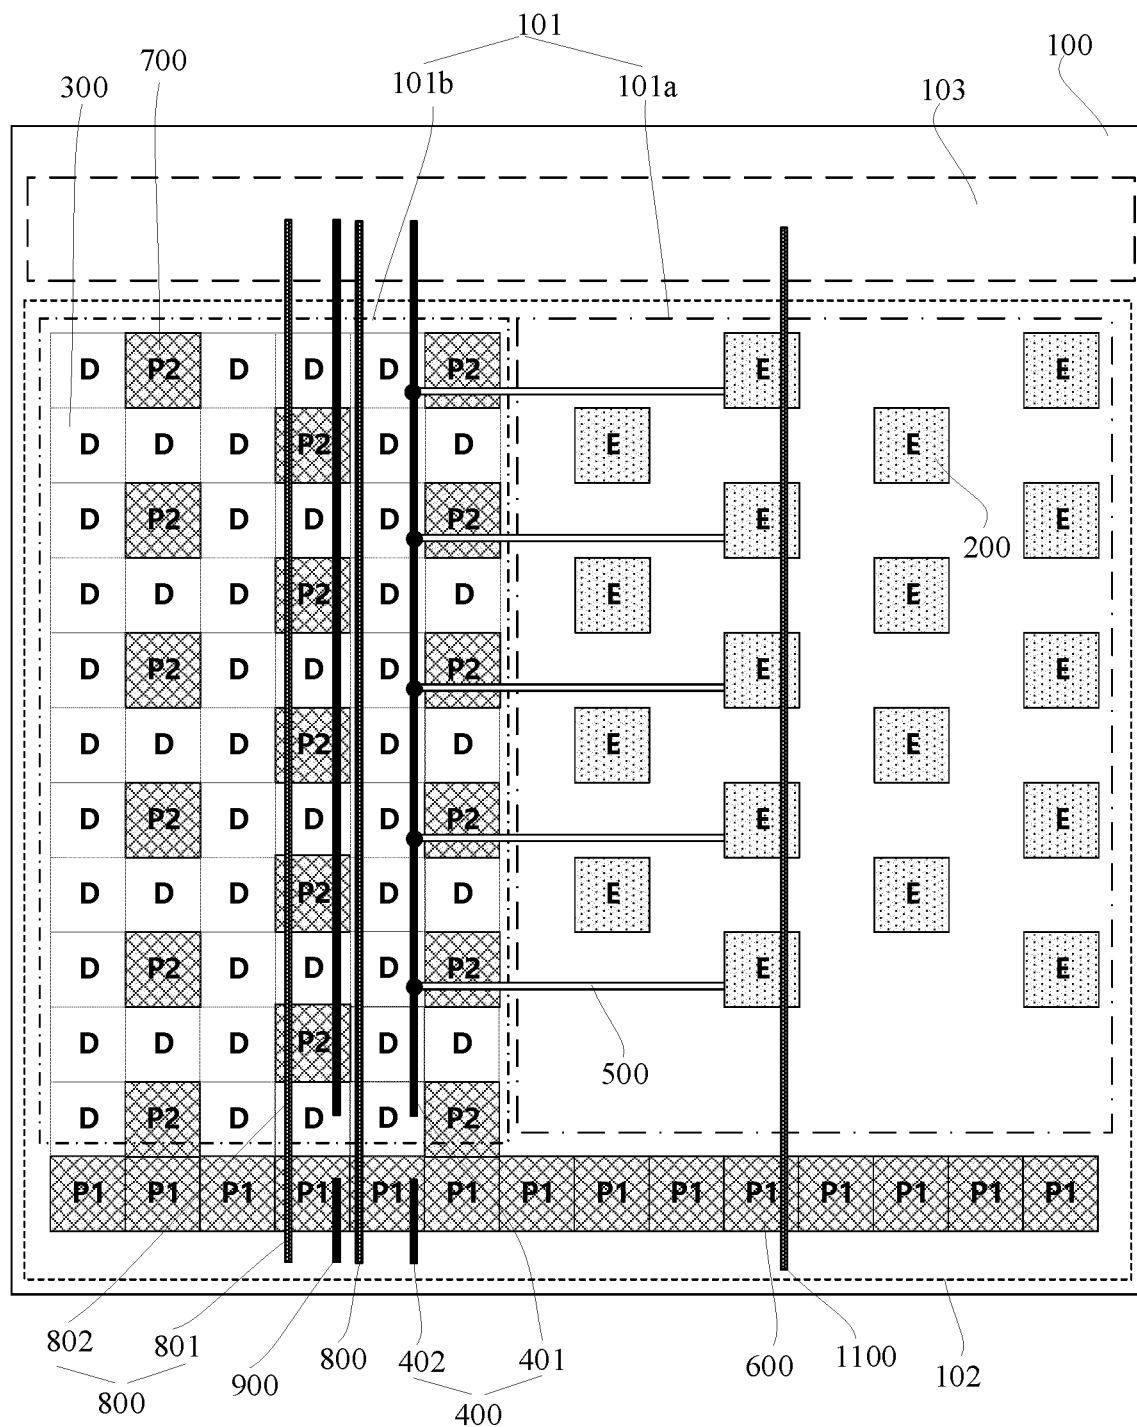 101
700
100
300
101b
101a
103
D P2 D D D P2 E E
D D D P2 D D E E
D P2 D D D P2 E E
200
D D D P2 D D E E
D P2 D D D P2 E E
D D D P2 D D E E
D P2 D D D P2 E E
D D D P2 D D E E
D P2 D D D P2 E E
D D D P2 D D
500
D P2 D D D P2
P1 P1 P1 P1 P1 P1 P1 P1 P1 P1 P1 P1 P1 P1
802 801 900 800 402 401 600 1100 102
800 400